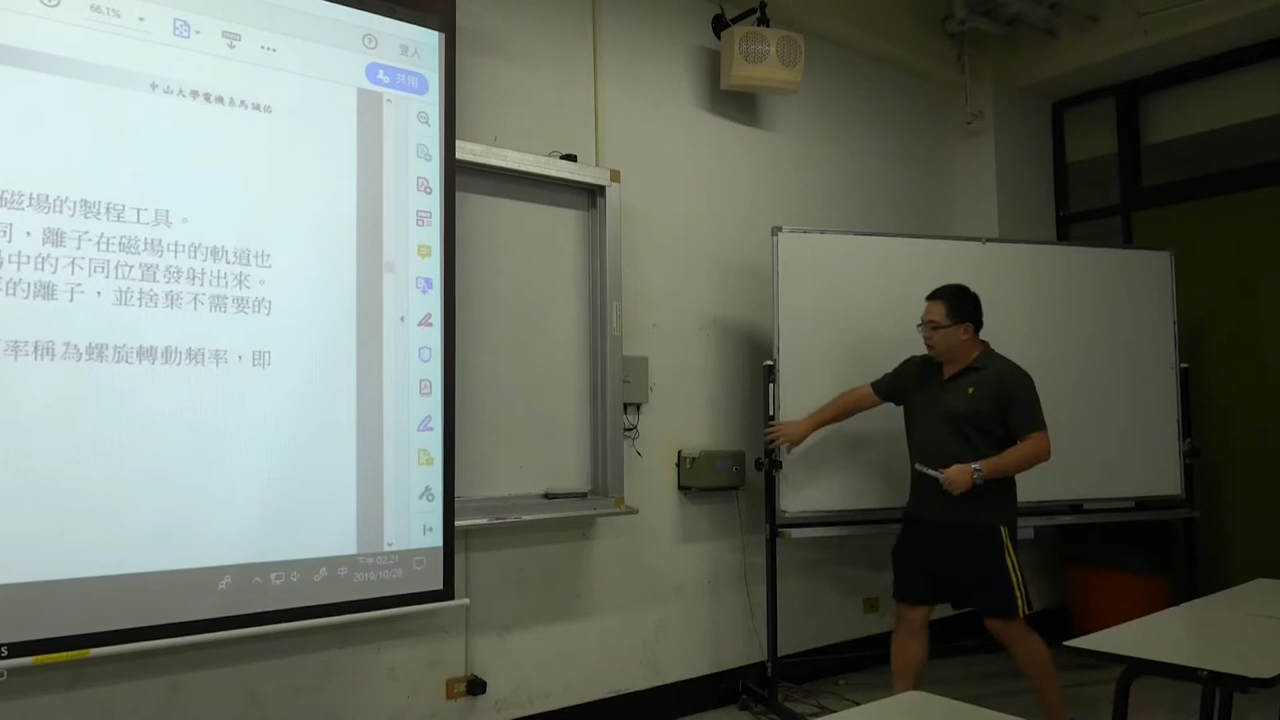 66.1%
登入
共用
中山大學電機系馬誠佑
磁場的製程工具。
同，離子在磁場中的軌道也
場中的不同位置發射出來。
的離子，並捨棄不需要的
率稱為螺旋轉動頻率，即
中
下午 02:21
2019/10/28
S